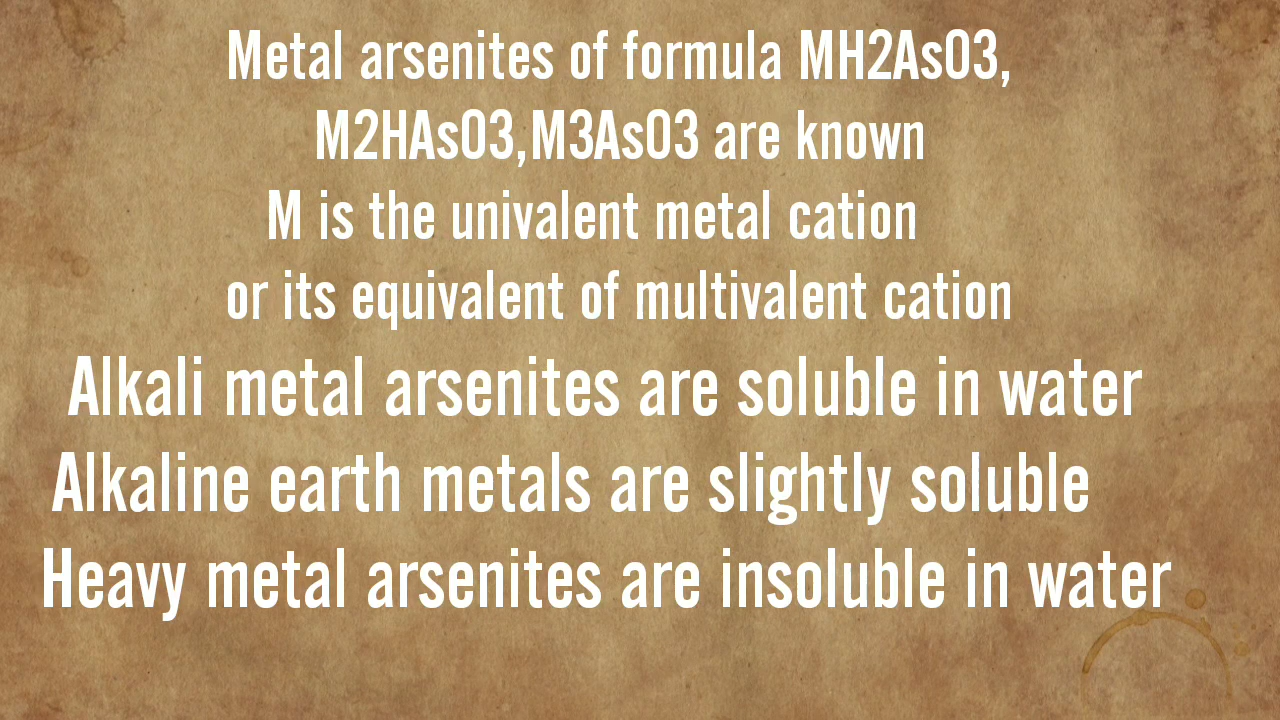 Metal arsenites of formula MH2AsO3,
M2HAsO3,M3AsO3 are known
M is the univalent metal cation
or its equivalent of multivalent cation
Alkali metal arsenites are soluble in water
Alkaline earth metals are slightly soluble
Heavy metal arsenites are insoluble in water